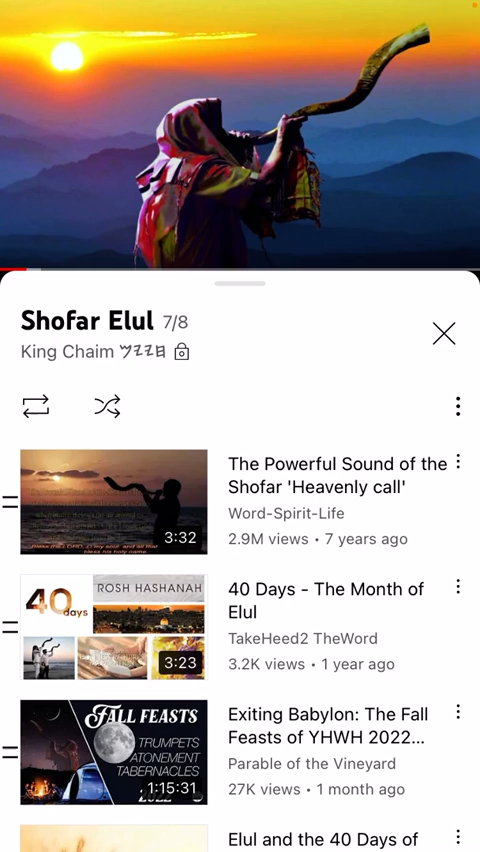 Shofar Elul 7/8
King Chaim
The Powerful Sound of the
Shofar 'Heavenly call'
Word-Spirit-Life
2.9M views • 7 years ago
3:32
40 Days - The Month of
Elul
TakeHeed2 TheWord
3.2K views • 1 year ago
40 days
ROSH HASHANAH
3:23
Exiting Babylon: The Fall
Feasts of YHWH 2022...
Parable of the Vineyard
27K views • 1 month ago
FALL FEASTS
TRUMPETS
ATONEMENT
TABERNACLES
2022
1:15:31
Elul and the 40 Days of